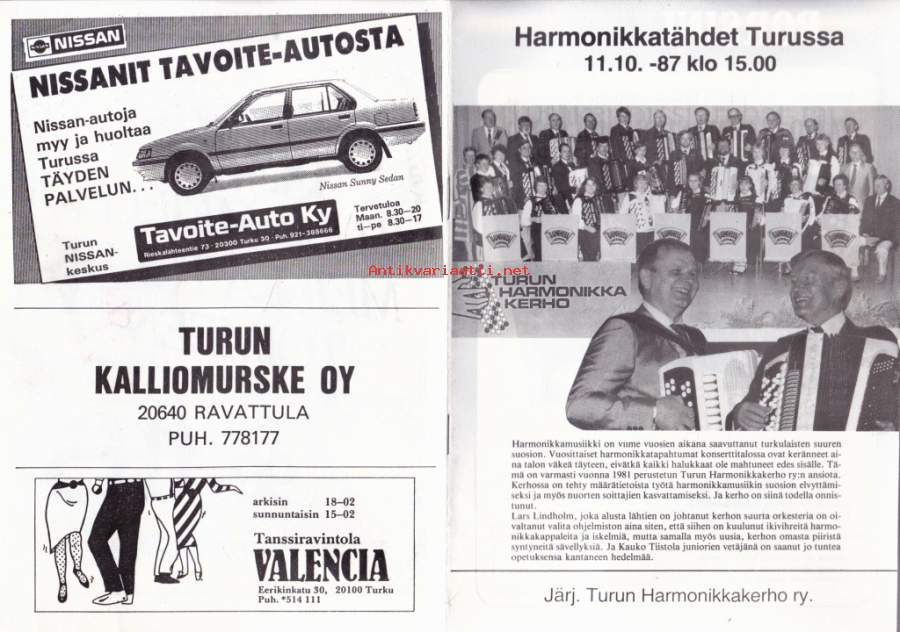 NISSAN
NISSANIT TAVOITE-AUTOSTA
Nissan-autoja
myy ja huoltaa
Turussa
TÄYDEN
PALVELUN...
Nissan Sunny Sedan
Turun
NISSAN-
keskus
Tavoite-Auto Ky
Rieskalähteentie 73 - 20300 Turku 30 - Puh. 921-388666
Tervetuloa
Maan. 8.30—20
ti—pe 8.30—17
TURUN
KALLIOMURSKE OY
20640 RAVATTULA
PUH. 778177
arkisin 18—02
sunnuntaisin 15—02
Tanssiravintola
VALENCIA
Eerikinkatu 30, 20100 Turku
Puh. *514 111
Antikvariaatti.net
Harmonikkatähdet Turussa
11.10. -87 klo 15.00
TURUN
HARMONIKKA
KERHO
Harmonikkamusiikki on viime vuosien aikana saavuttanut turkulaisten suuren
suosion. Vuosittaiset harmonikkatapahtumat konserttitalossa ovat keränneet ai-
na talon väkeä täyteen, eivätkä kaikki halukkaat ole mahtuneet edes sisälle. Tä-
mä on varmasti vuonna 1981 perustetun Turun Harmonikkakerho ry:n ansiota.
Kerhossa on tehty määrätietoista työtä harmonikkamusiikin suosion elvyttämi-
seksi ja myös nuorten soittajien kasvattamiseksi. Ja kerho on siinä todella onnis-
tunut.
Lars Lindholm, joka alusta lähtien on johtanut kerhon suurta orkesteria on oi-
valtanut valita ohjelmiston aina siten, että siihen on kuulunut ikivihreitä harmo-
nikkakappaleita ja iskelmiä, mutta samalla myös uusia, kerhon omasta piiristä
syntyneitä sävellyksiä. Ja Kauko Tiistola juniorien vetäjänä on saanut jo tuntea
opetuksensa kantaneen hedelmää.
Järj. Turun Harmonikkakerho ry.